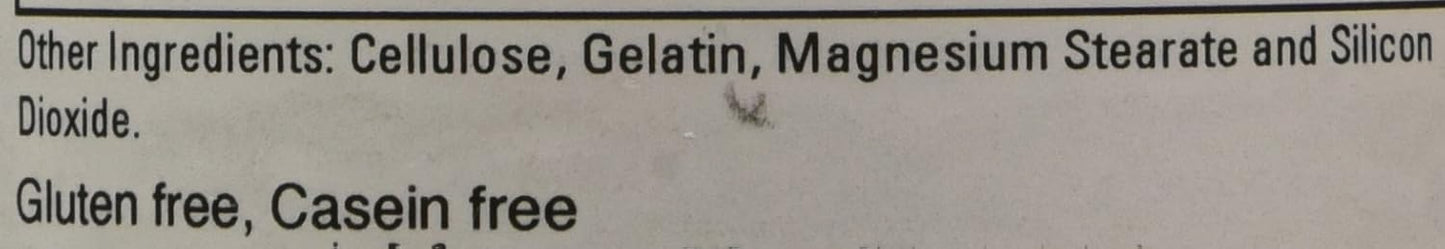 Other Ingredients: Cellulose, Gelatin, Magnesium Stearate and Silicon
Dioxide.
Gluten free, Casein free